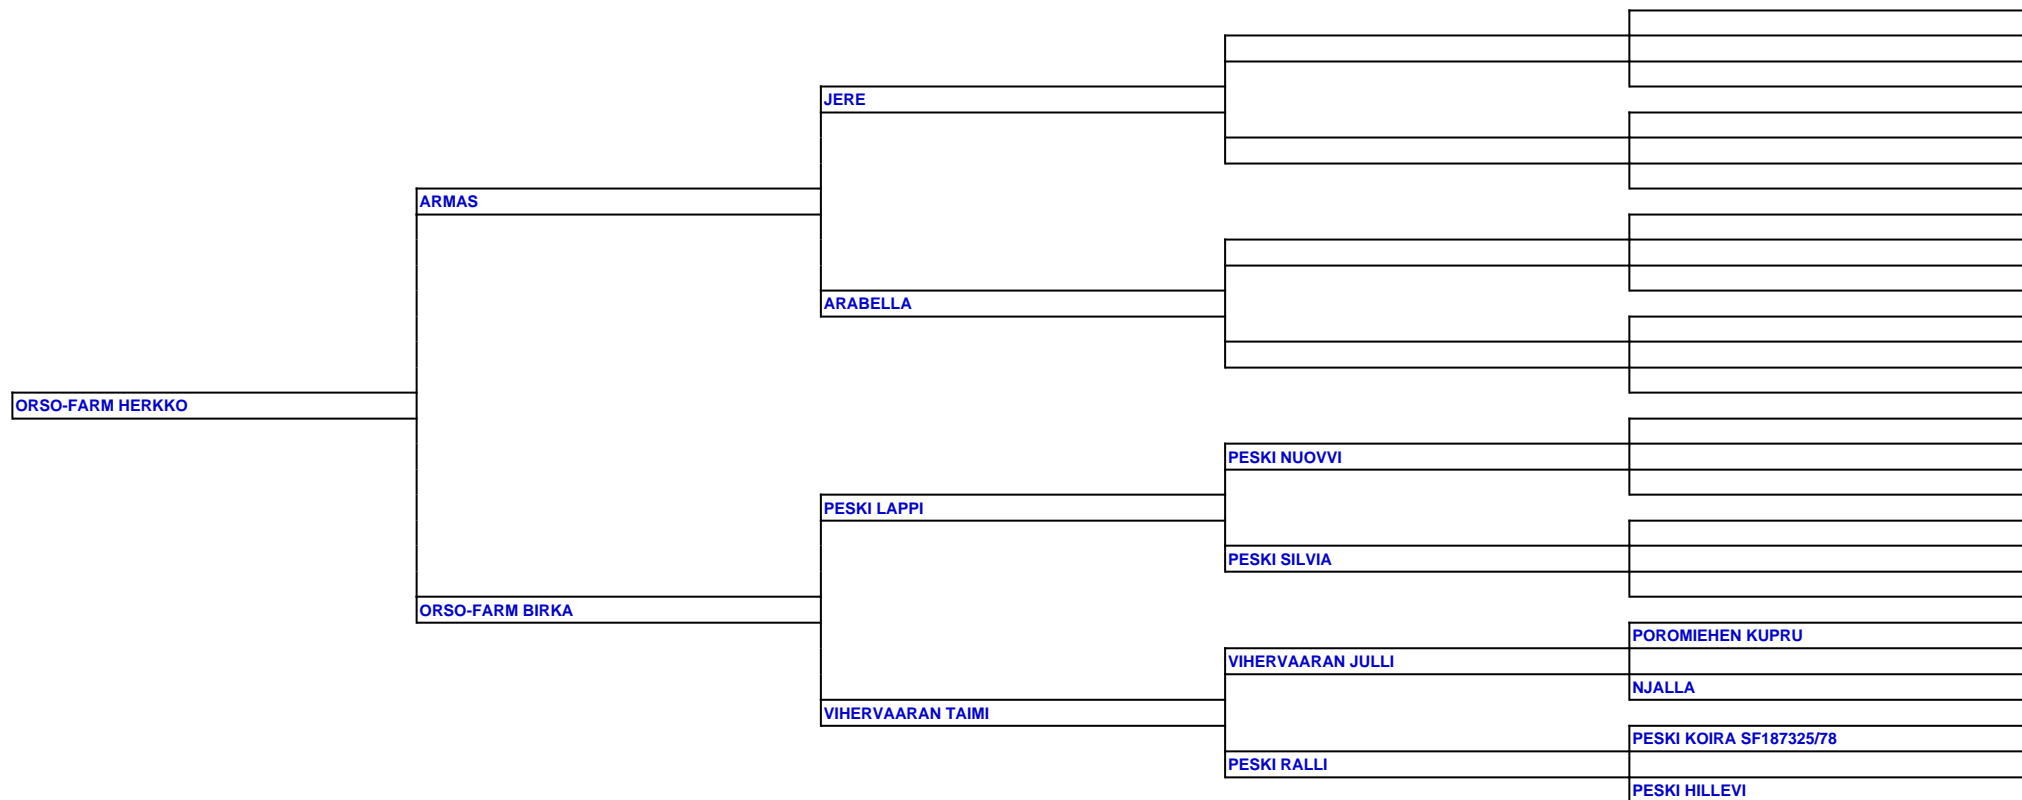 JERE
ARMAS
ARABELLA
ORSO-FARM HERKKO
PESKI NUOVVI
PESKI LAPPI
PESKI SILVIA
ORSO-FARM BIRKA
POROMIEHEN KUPRU
VIHERVAARAN JULLI
NJALLA
VIHERVAARAN TAIMI
PESKI KOIRA SF187325/78
PESKI RALLI
PESKI HILLEVI